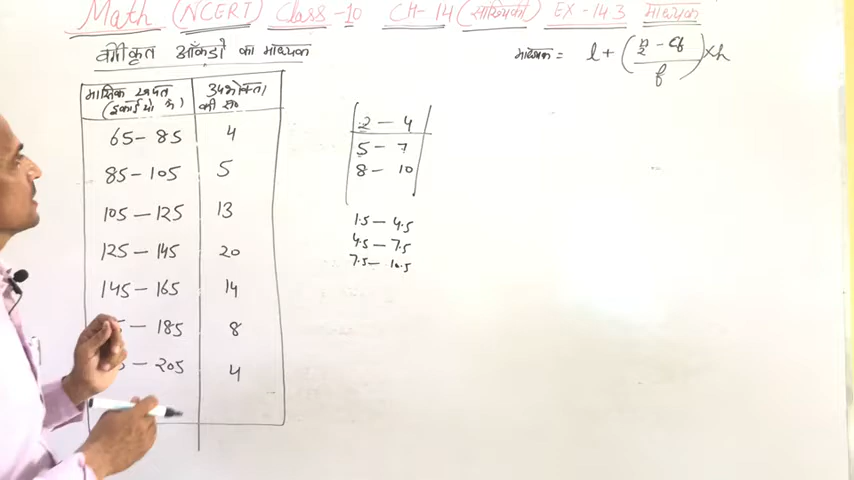 Math (NCERT) Class-10 CH-14 (सांख्यिकी) EX-14.3 माध्यक
वर्गीकृत आँकड़ों का माध्यक
माध्यक = l + (n/2 - cf / f) × h
मासिक खपत उपभोक्ता
(इकाईयों में) की सं०
65 - 85 4
85 - 105 5
105 - 125 13
125 - 145 20
145 - 165 14
- 185 8
- 205 4
2 - 4
5 - 7
8 - 10
1.5 - 4.5
4.5 - 7.5
7.5 - 10.5